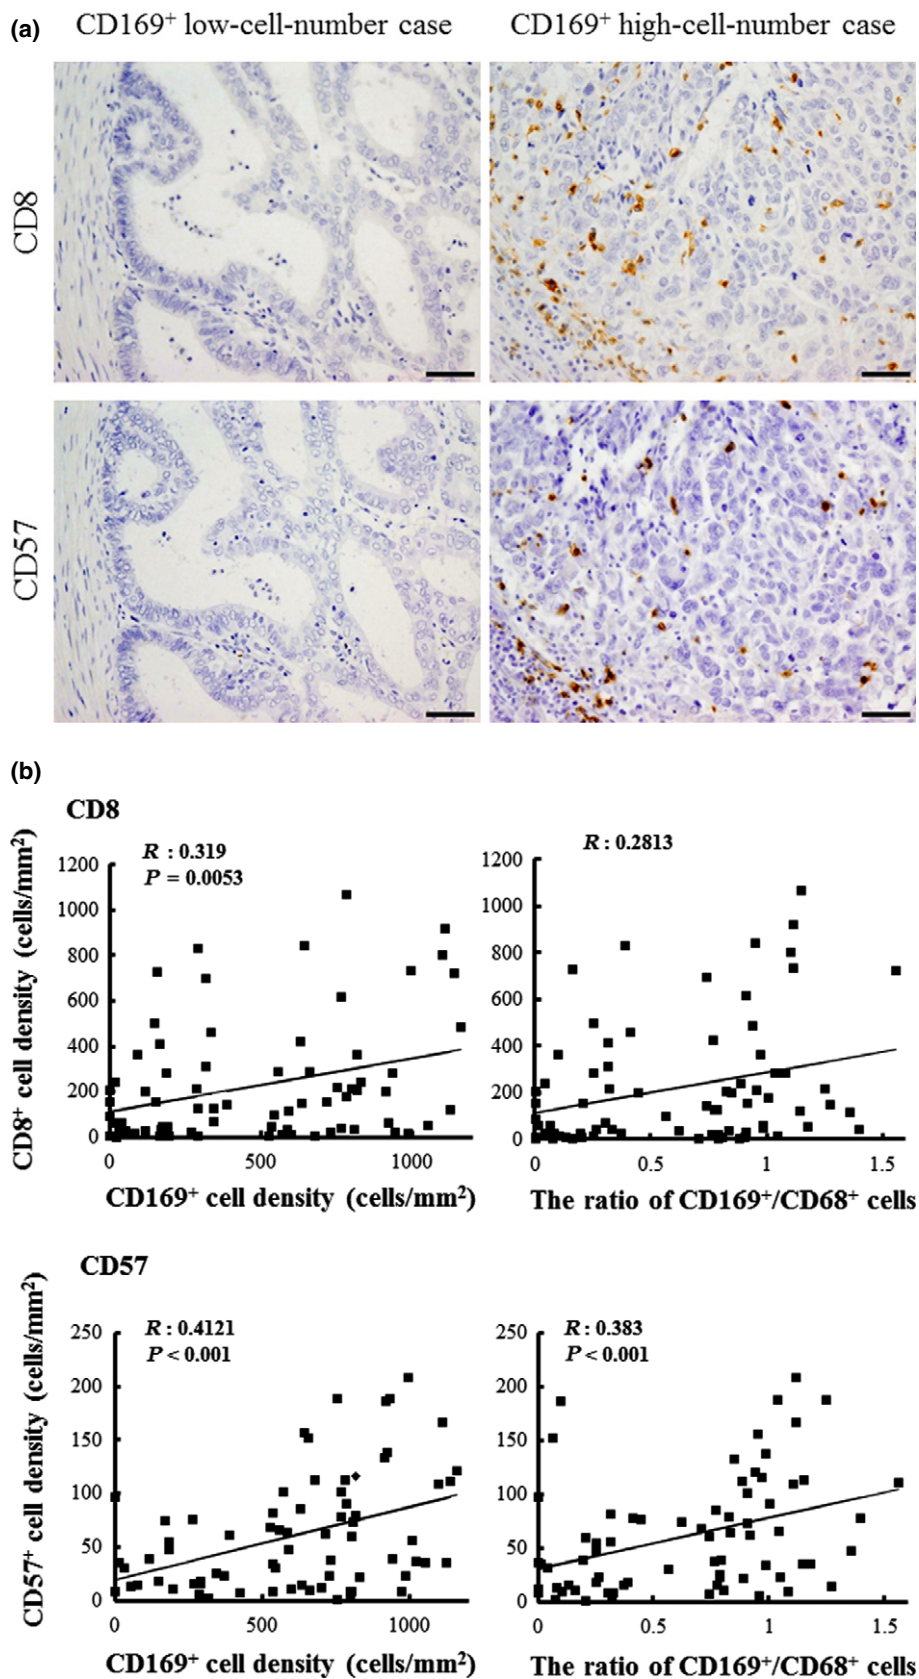 (a)
CD169+ low-cell-number case
CD169+ high-cell-number case
CD8
CD57
(b)
CD8
R : 0.319
P = 0.0053
CD8+ cell density (cells/mm2)
1200
1000
800
600
400
200
0
0 500 1000
CD169+ cell density (cells/mm2)
R : 0.2813
1200
1000
800
600
400
200
0
0 0.5 1 1.5
The ratio of CD169+/CD68+ cells
CD57
R : 0.4121
P < 0.001
CD57+ cell density (cells/mm2)
250
200
150
100
50
0
0 500 1000
CD169+ cell density (cells/mm2)
R : 0.383
P < 0.001
250
200
150
100
50
0
0 0.5 1 1.5
The ratio of CD169+/CD68+ cells